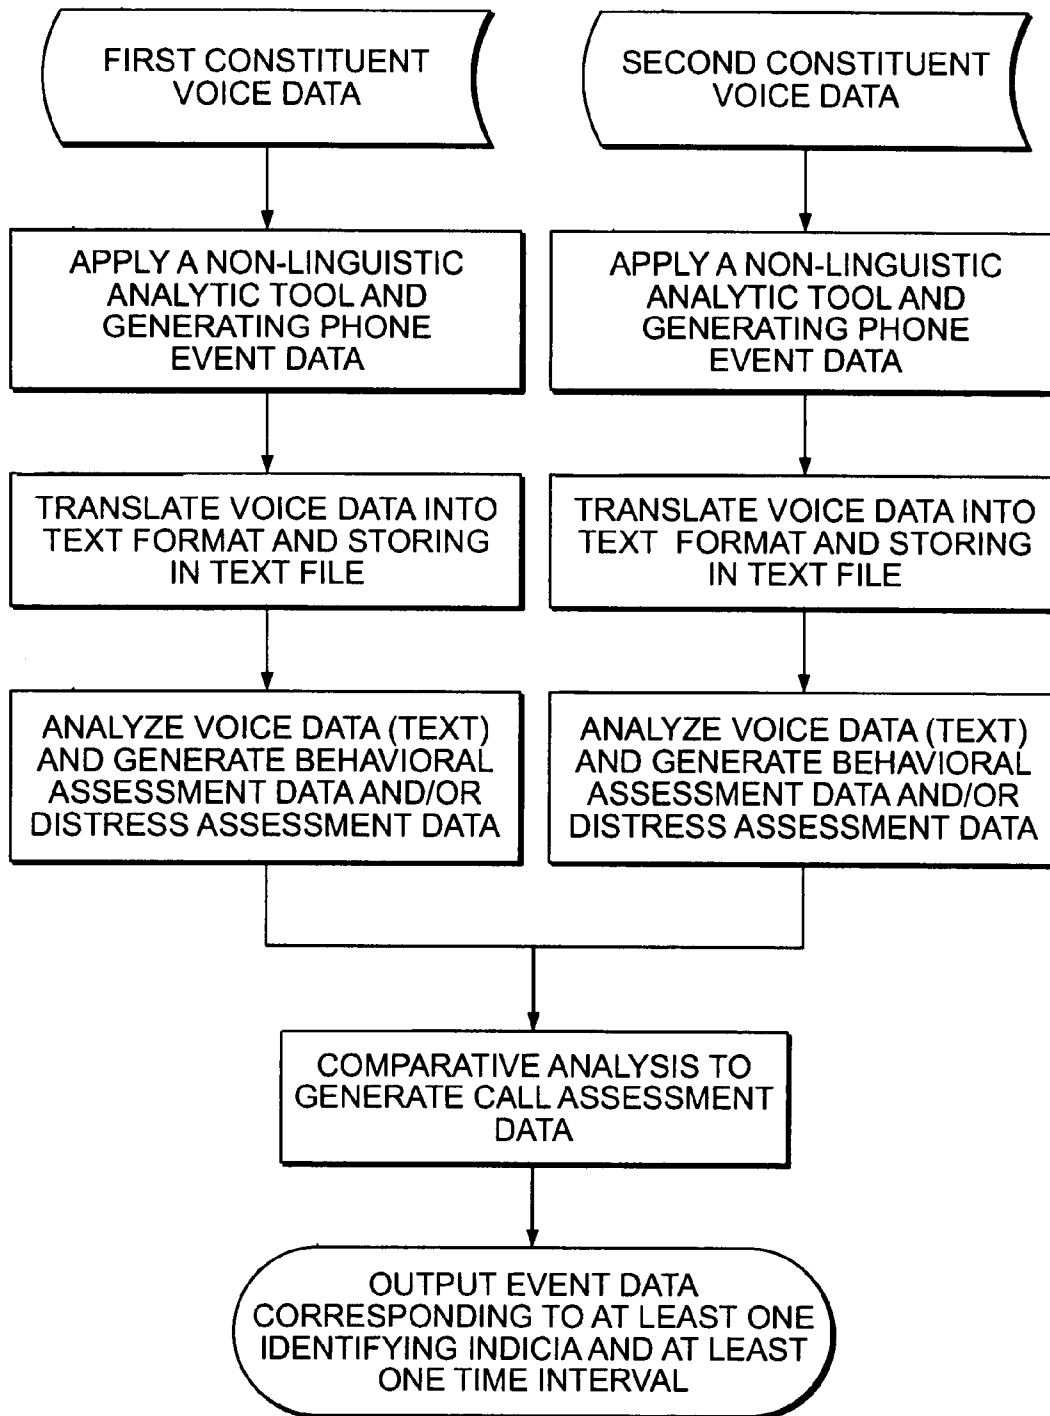 FIRST CONSTITUENT
VOICE DATA
SECOND CONSTITUENT
VOICE DATA
APPLY A NON-LINGUISTIC
ANALYTIC TOOL AND
GENERATING PHONE
EVENT DATA
APPLY A NON-LINGUISTIC
ANALYTIC TOOL AND
GENERATING PHONE
EVENT DATA
TRANSLATE VOICE DATA INTO
TEXT FORMAT AND STORING
IN TEXT FILE
TRANSLATE VOICE DATA INTO
TEXT FORMAT AND STORING
IN TEXT FILE
ANALYZE VOICE DATA (TEXT)
AND GENERATE BEHAVIORAL
ASSESSMENT DATA AND/OR
DISTRESS ASSESSMENT DATA
ANALYZE VOICE DATA (TEXT)
AND GENERATE BEHAVIORAL
ASSESSMENT DATA AND/OR
DISTRESS ASSESSMENT DATA
COMPARATIVE ANALYSIS TO
GENERATE CALL ASSESSMENT
DATA
OUTPUT EVENT DATA
CORRESPONDING TO AT LEAST ONE
IDENTIFYING INDICIA AND AT LEAST
ONE TIME INTERVAL